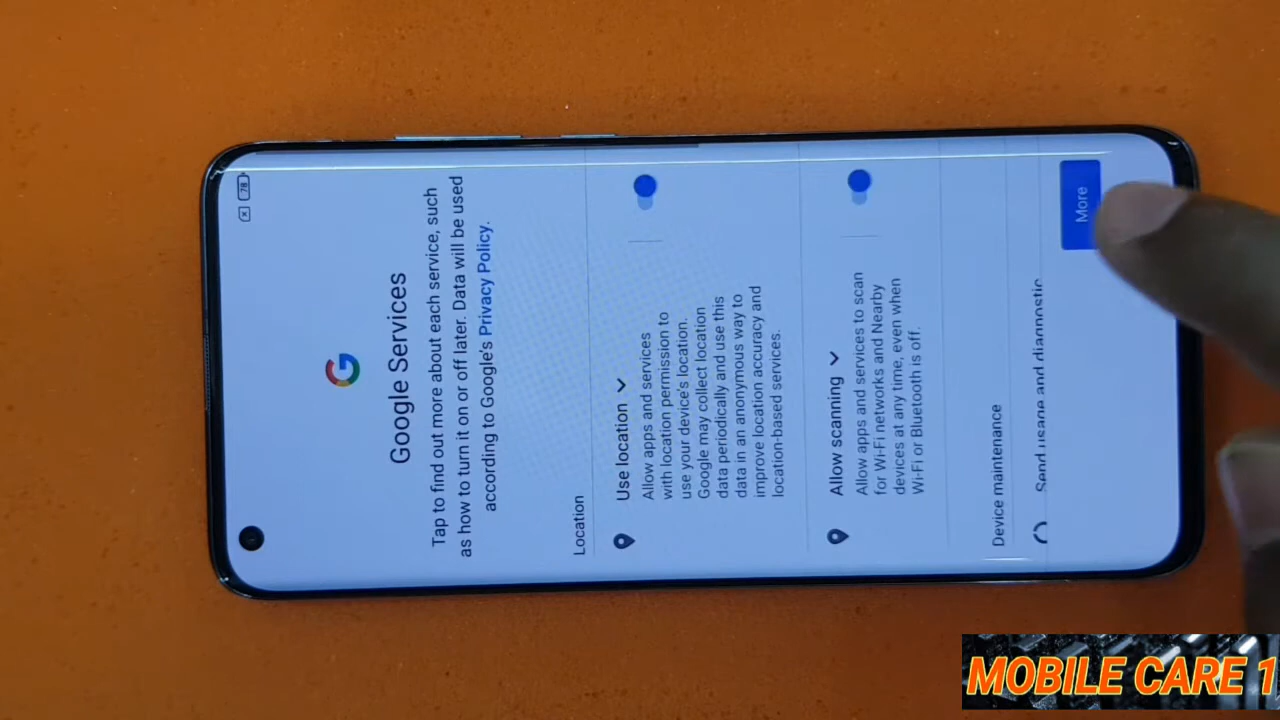 78
Google Services
Tap to find out more about each service, such
as how to turn it on or off later. Data will be used
according to Google's Privacy Policy.
Location
Use location
Allow apps and services
with location permission to
use your device's location.
Google may collect location
data periodically and use this
data in an anonymous way to
improve location accuracy and
location-based services.
Allow scanning
Allow apps and services to scan
for Wi-Fi networks and Nearby
devices at any time, even when
Wi-Fi or Bluetooth is off.
Device maintenance
Send usage and diagnostic
More
MOBILE CARE 1